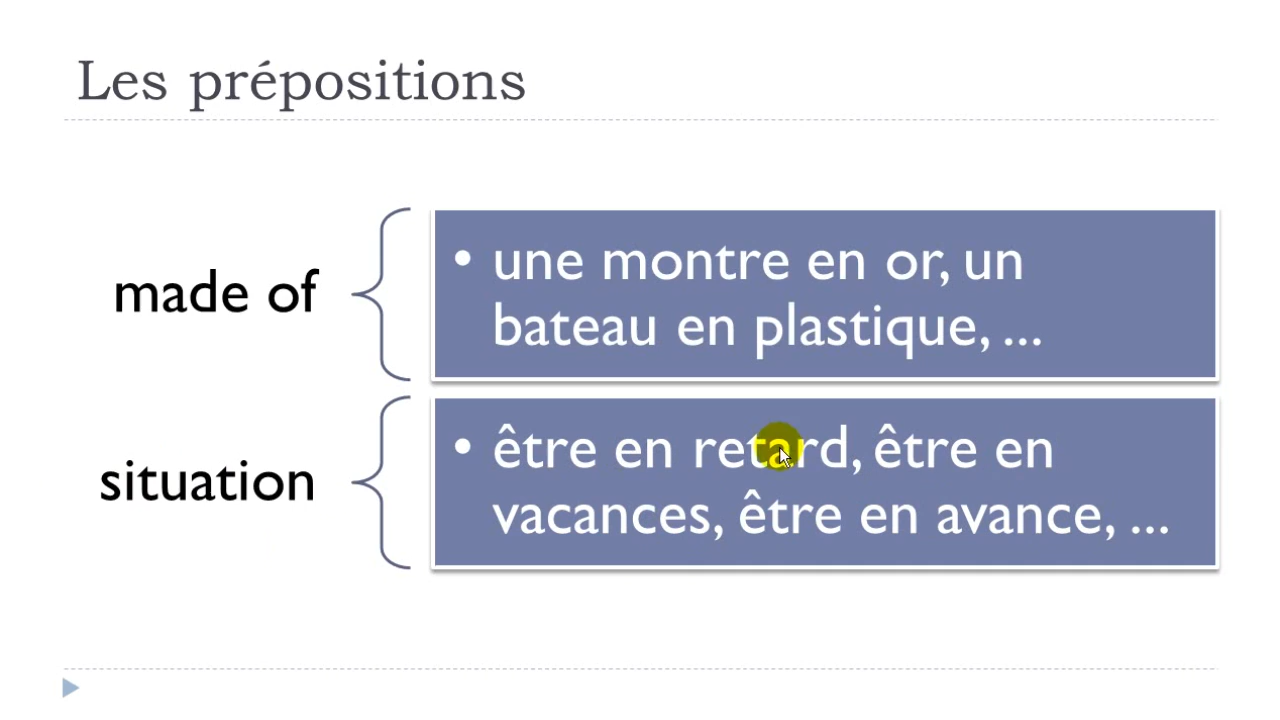 Les prépositions
made of
• une montre en or, un
bateau en plastique, ...
situation
• être en retard, être en
vacances, être en avance, ...